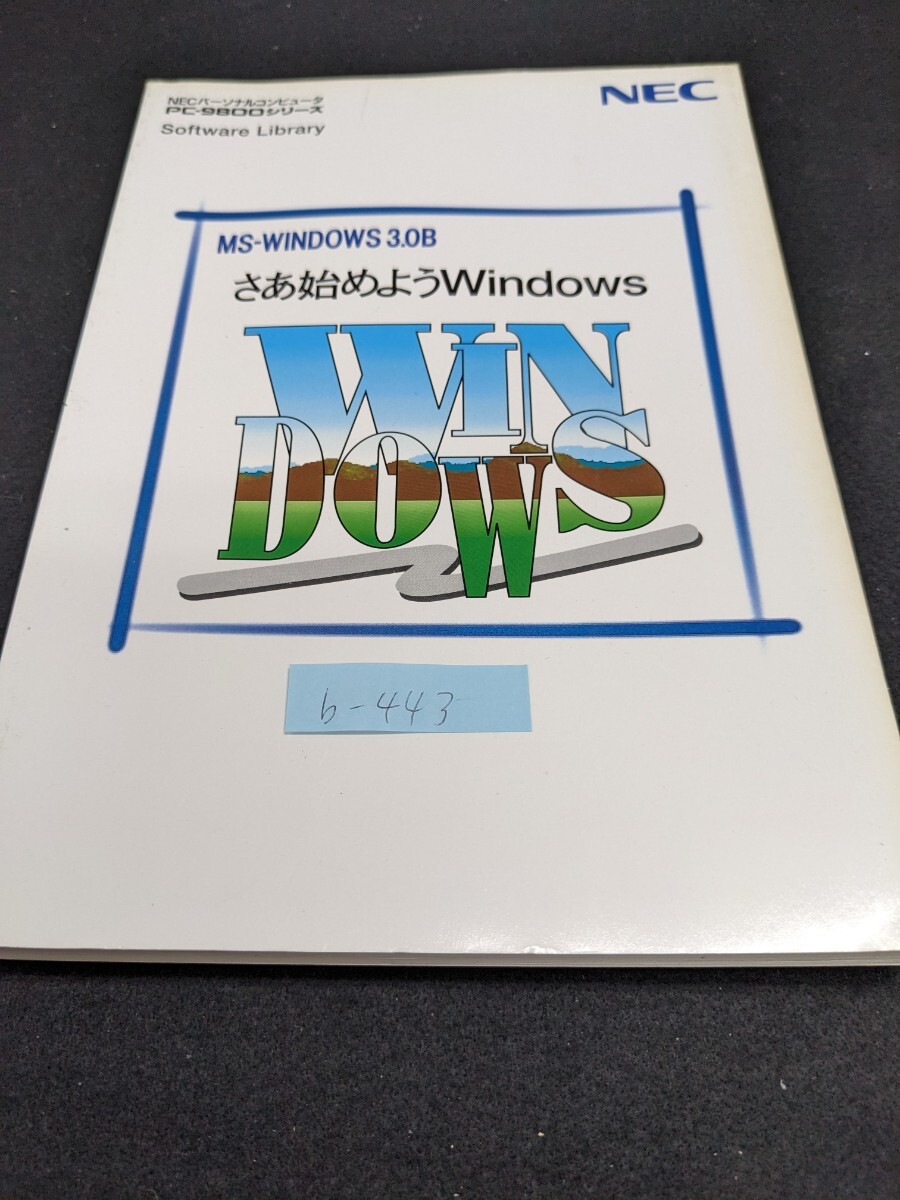 NECパーソナルコンピュータ
PC-9800シリーズ
Software Library
NEC
MS-WINDOWS 3.0B
さあ始めようWindows
WIN
DOWS
b-443